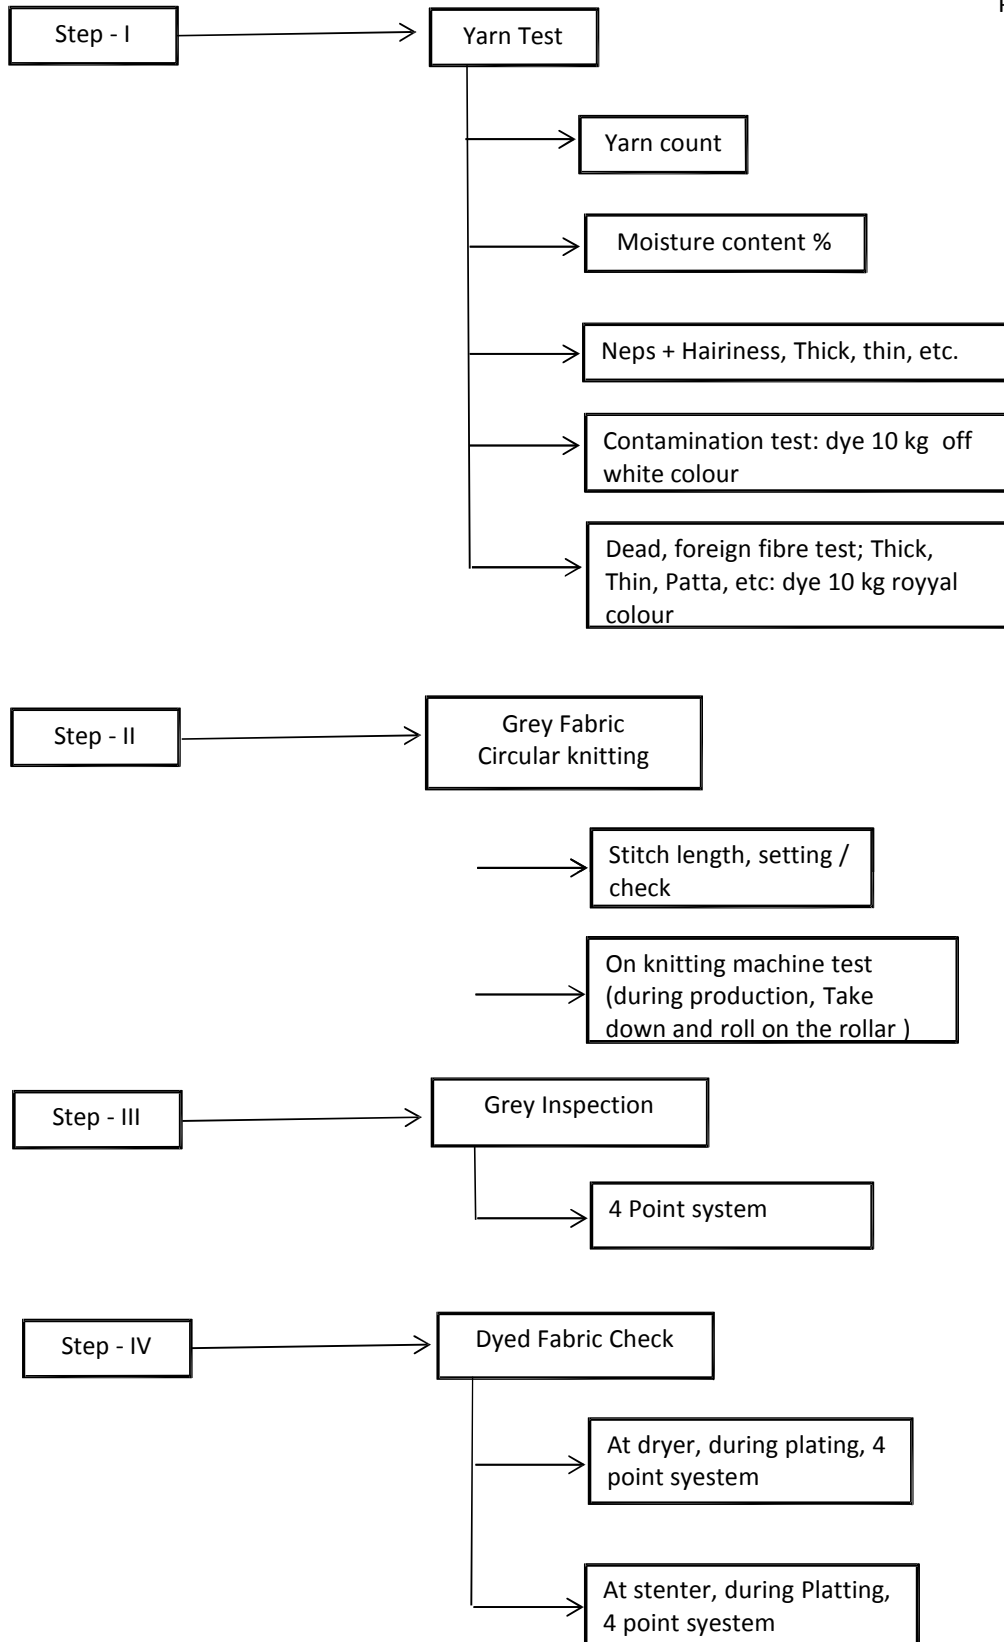 Step - I
Yarn Test
Yarn count
Moisture content %
Neps + Hairiness, Thick, thin, etc.
Contamination test: dye 10 kg  off
white colour
Dead, foreign fibre test; Thick,
Thin, Patta, etc: dye 10 kg royyal
colour
Step - II
Grey Fabric
Circular knitting
Stitch length, setting /
check
On knitting machine test
(during production, Take
down and roll on the rollar )
Step - III
Grey Inspection
4 Point system
Step - IV
Dyed Fabric Check
At dryer, during plating, 4
point syestem
At stenter, during Platting,
4 point syestem